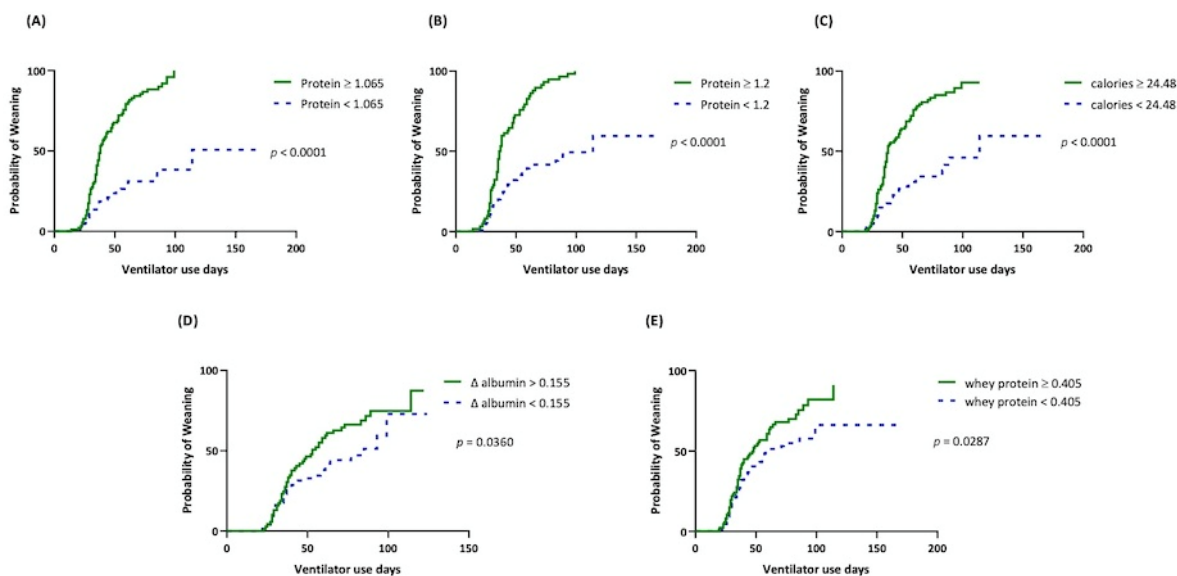 (A)
100
50
0
0
50
100
150
200
Probability of Weaning
Ventilator use days
Protein ≥ 1.065
Protein < 1.065
p < 0.0001
(B)
100
50
0
0
50
100
150
200
Probability of Weaning
Ventilator use days
Protein ≥ 1.2
Protein < 1.2
p < 0.0001
(C)
100
50
0
0
50
100
150
200
Probability of Weaning
Ventilator use days
calories ≥ 24.48
calories < 24.48
p < 0.0001
(D)
100
50
0
0
50
100
150
Probability of Weaning
Ventilator use days
Δ albumin > 0.155
Δ albumin < 0.155
p = 0.0360
(E)
100
50
0
0
50
100
150
200
Probability of Weaning
Ventilator use days
whey protein ≥ 0.405
whey protein < 0.405
p = 0.0287